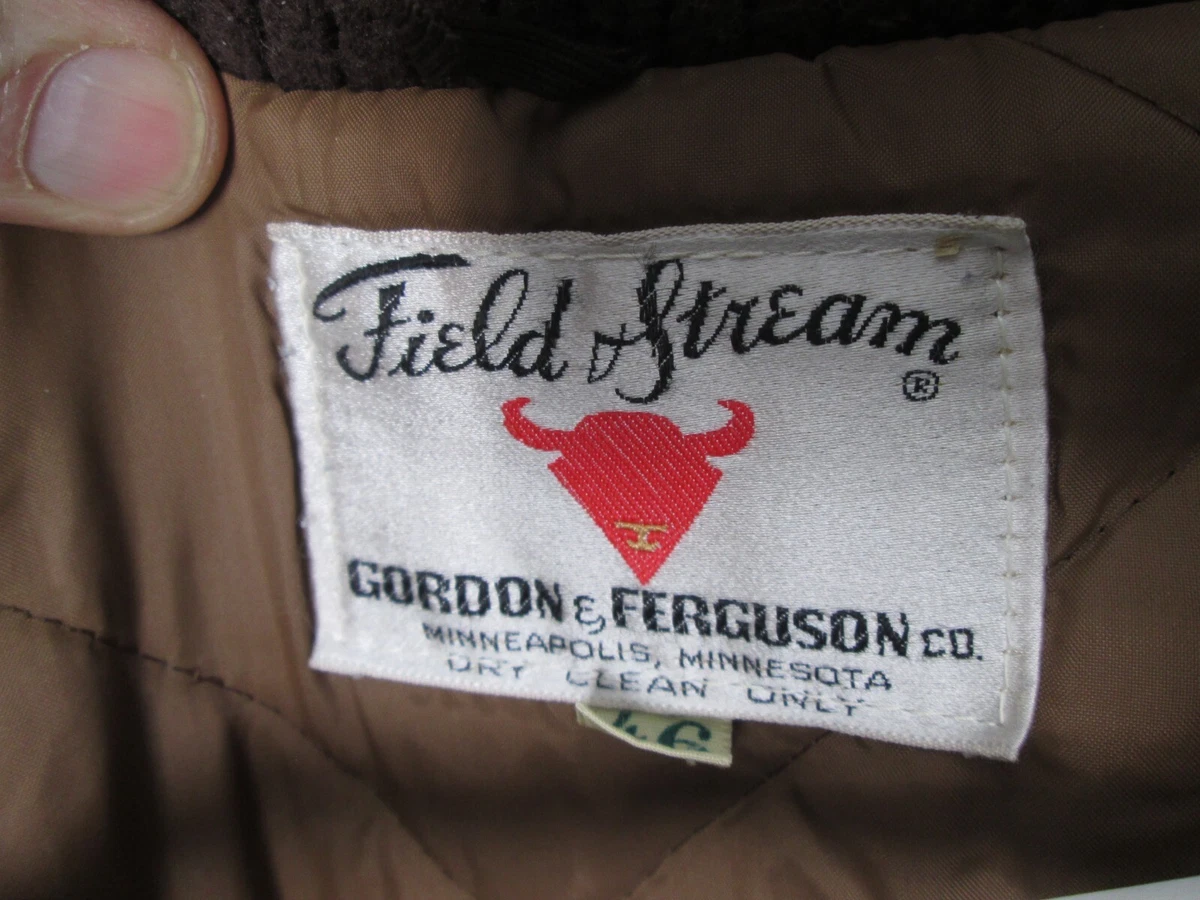 Field & Stream
®
GORDON & FERGUSON CO.
MINNEAPOLIS, MINNESOTA
DRY CLEAN ONLY
46